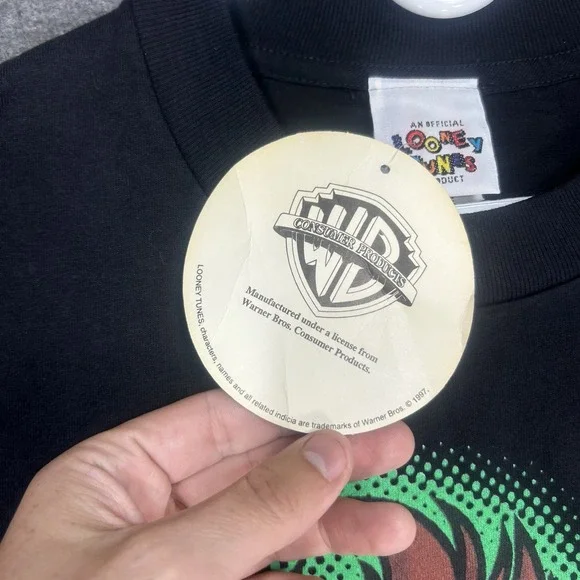 AN OFFICIAL
LOONEY
TUNES
PRODUCT
WB
CONSUMER PRODUCTS
Manufactured under a license from
Warner Bros. Consumer Products.
LOONEY TUNES, characters, names and all related indicia are trademarks of Warner Bros. © 1997.